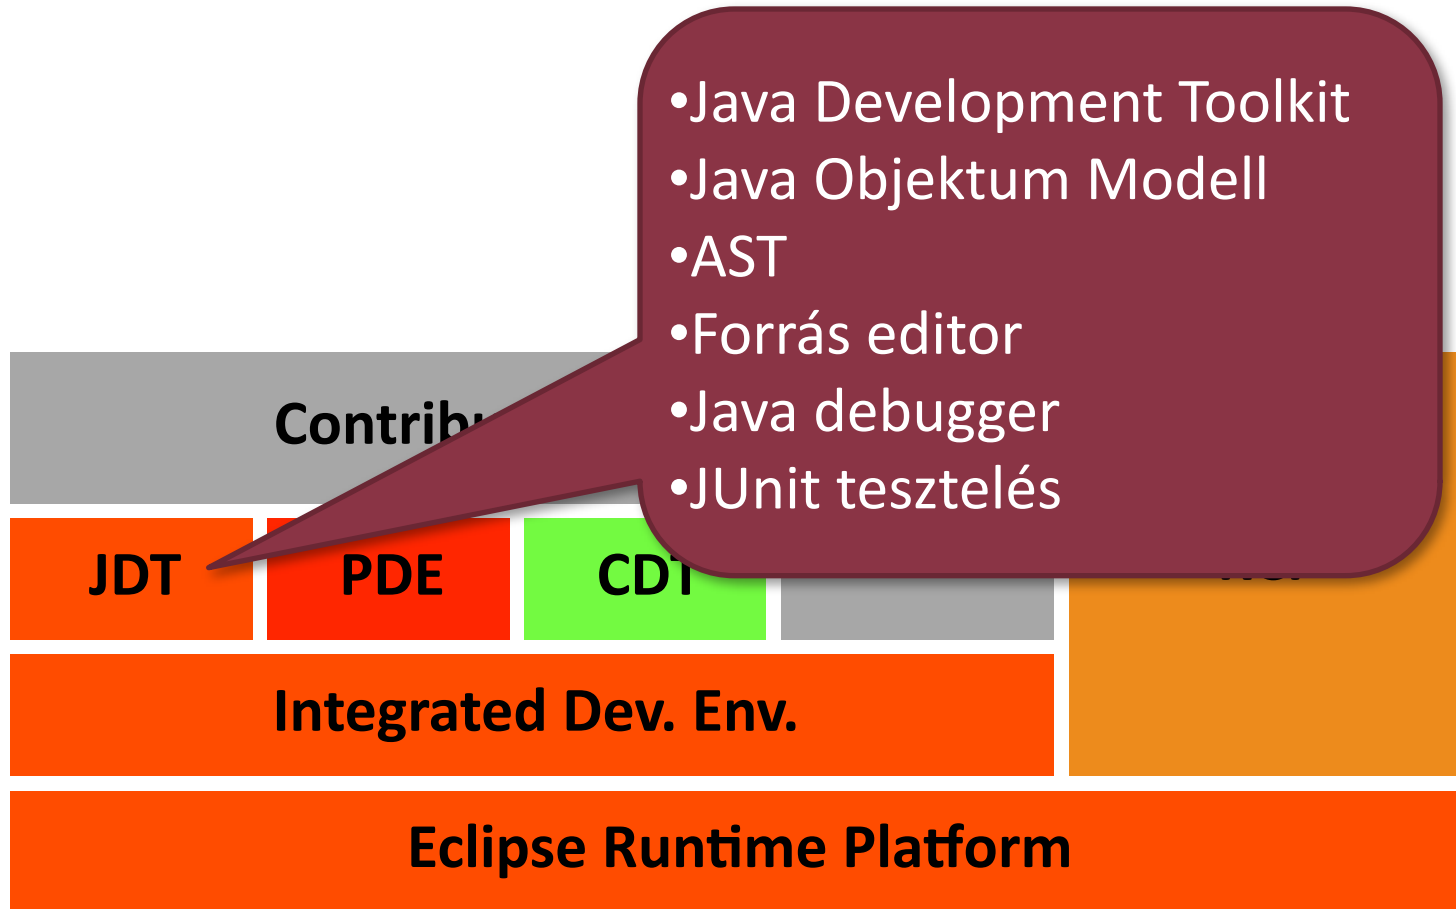 •Java Development Toolkit
•Java Objektum Modell
•AST
•Forrás editor
•Java debugger
•JUnit tesztelés
JDT
PDE
CDT
Integrated Dev. Env.
Eclipse Runtime Platform